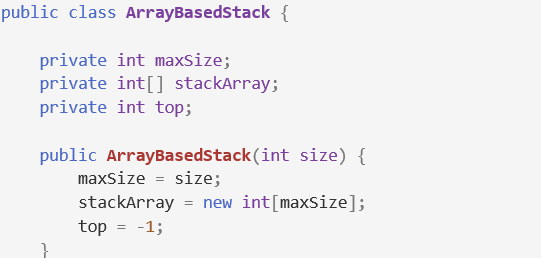 public class ArrayBasedStack {
private int maxSize;
private int[] stackArray;
private int top;
public ArrayBasedStack(int size) {
maxSize = size;
stackArray = new int[maxSize];
top = -1;
}